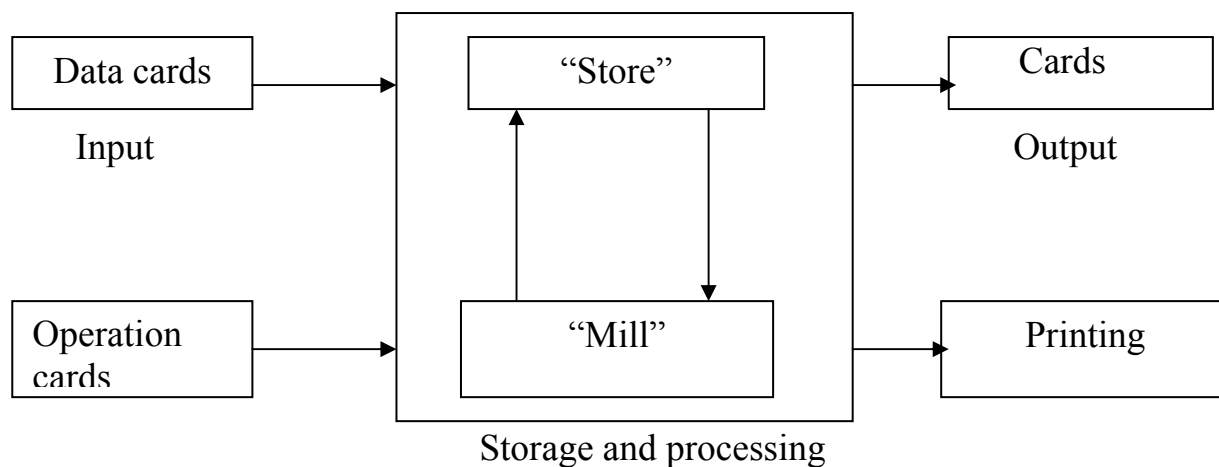 Data cards
Input
Operation
cards
“Store”
“Mill”
Storage and processing
Cards
Output
Printing